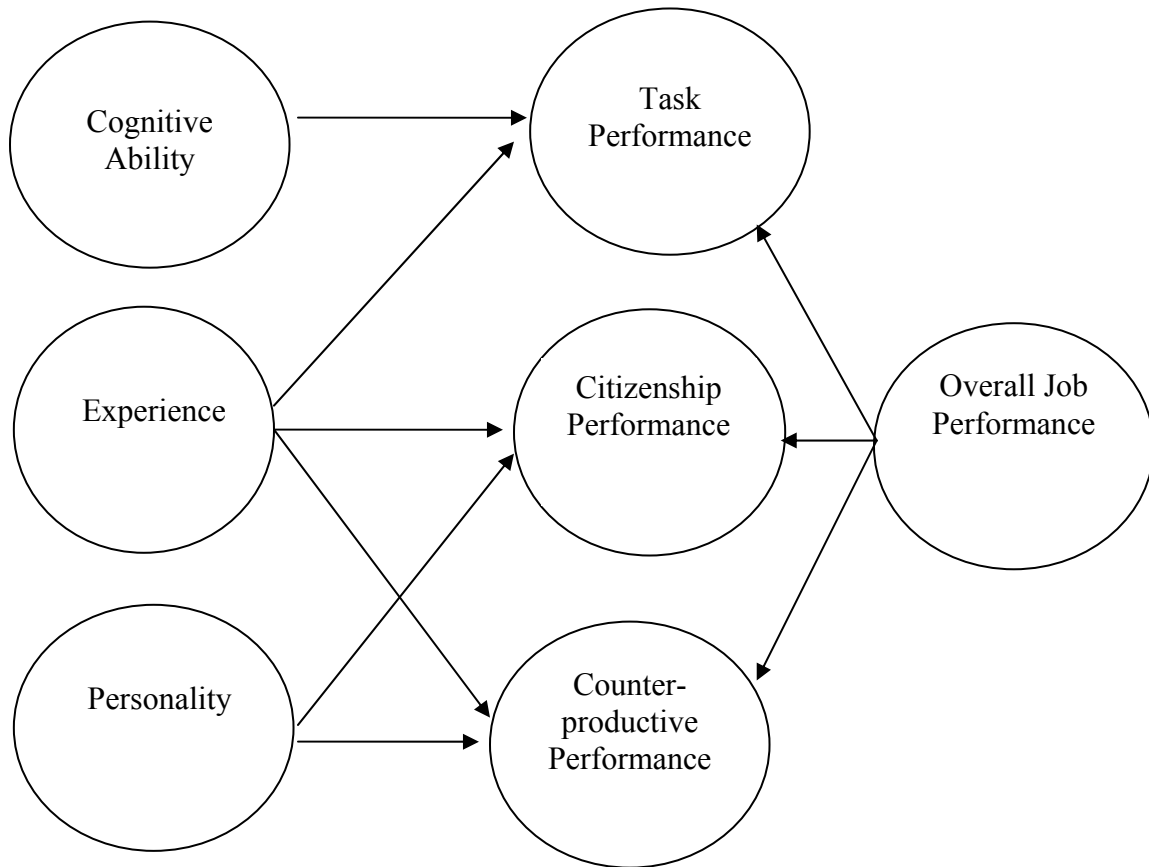 Cognitive
Ability
Task
Performance
Experience
Citizenship
Performance
Overall Job
Performance
Personality
Counter-
productive
Performance